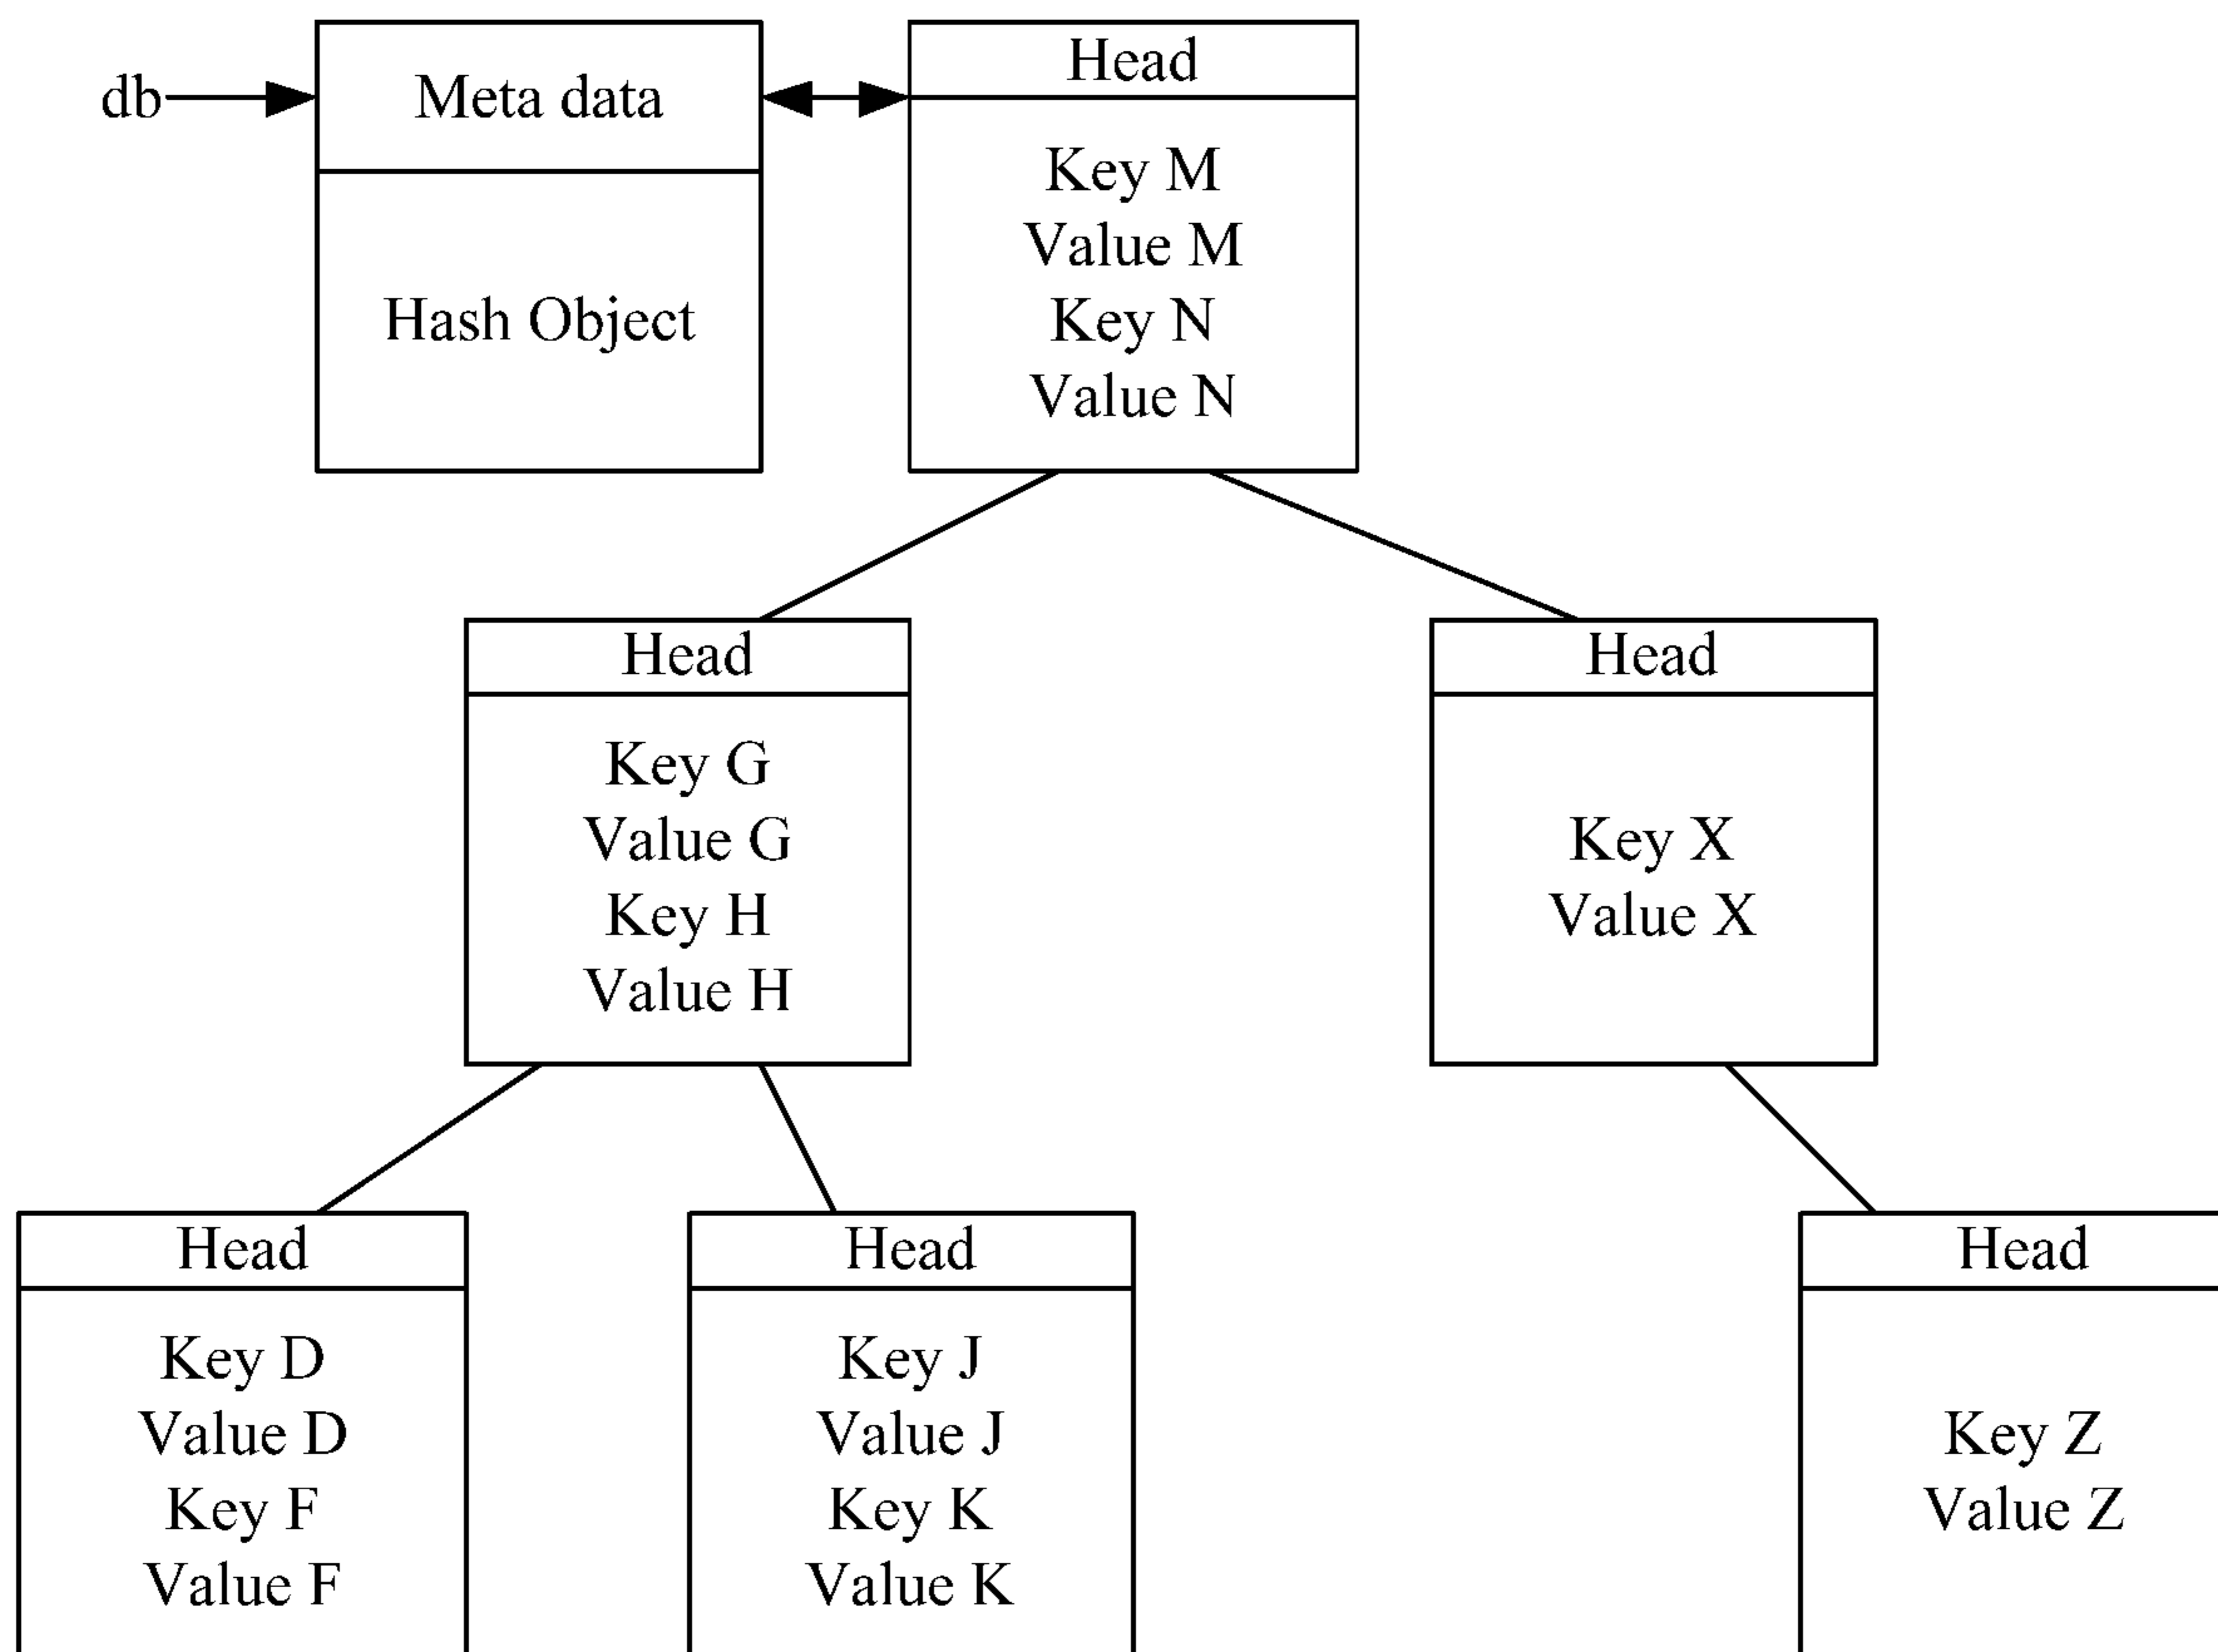 db
Meta data
Hash Object
Head
Key M
Value M
Key N
Value N
Head
Key G
Value G
Key H
Value H
Head
Key X
Value X
Head
Key D
Value D
Key F
Value F
Head
Key J
Value J
Key K
Value K
Head
Key Z
Value Z